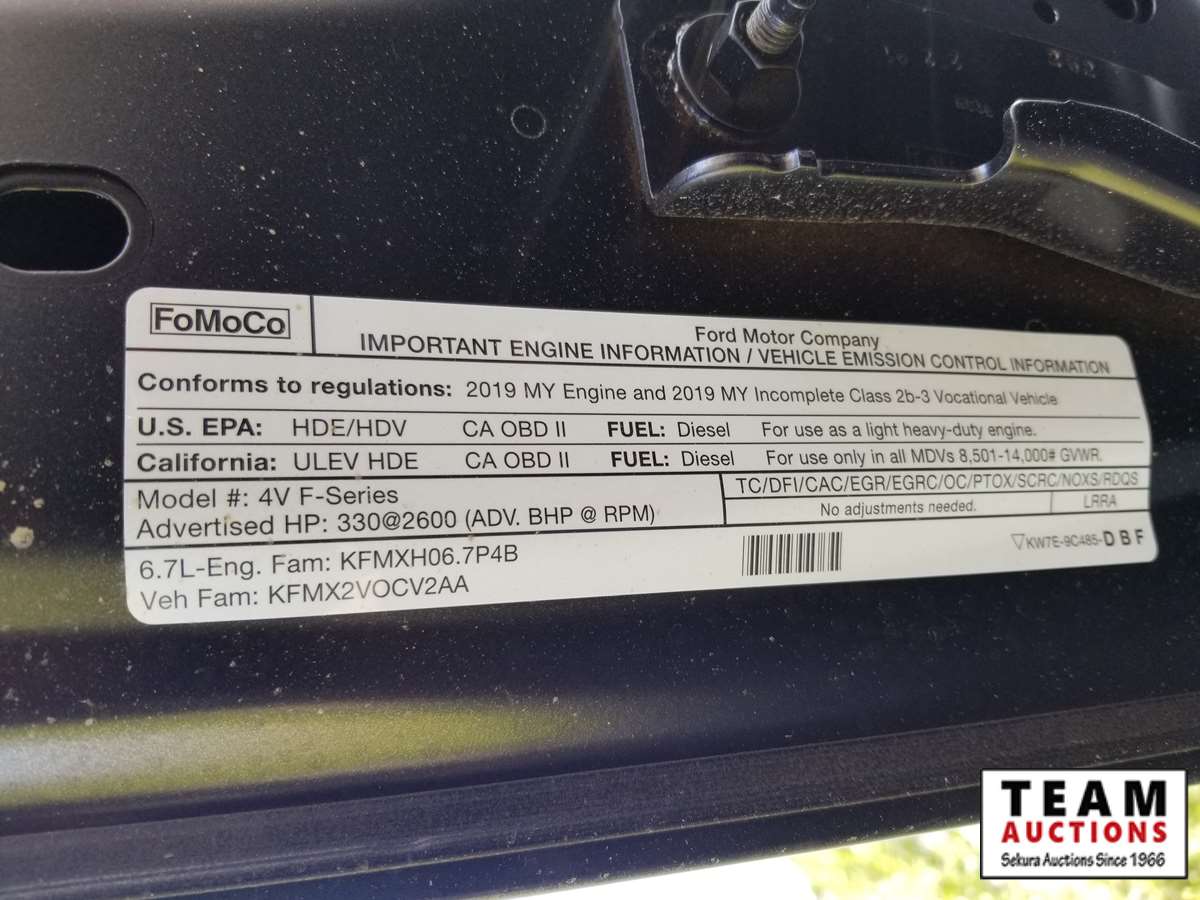 FoMoCo
Ford Motor Company
IMPORTANT ENGINE INFORMATION / VEHICLE EMISSION CONTROL INFORMATION
Conforms to regulations: 2019 MY Engine and 2019 MY Incomplete Class 2b-3 Vocational Vehicle
U.S. EPA: HDE/HDV CA OBD II FUEL: Diesel For use as a light heavy-duty engine.
California: ULEV HDE CA OBD II FUEL: Diesel For use only in all MDVs 8,501-14,000# GVWR.
Model #: 4V F-Series
Advertised HP: 330@2600 (ADV. BHP @ RPM)
TC/DFI/CAC/EGR/EGRC/OC/PTOX/SCRC/NOXS/RDQS
No adjustments needed. LRRA
6.7L-Eng. Fam: KFMXH06.7P4B
Veh Fam: KFMX2VOCV2AA
KW7E-9C485-D B F
TEAM
AUCTIONS
Sekura Auctions Since 1966